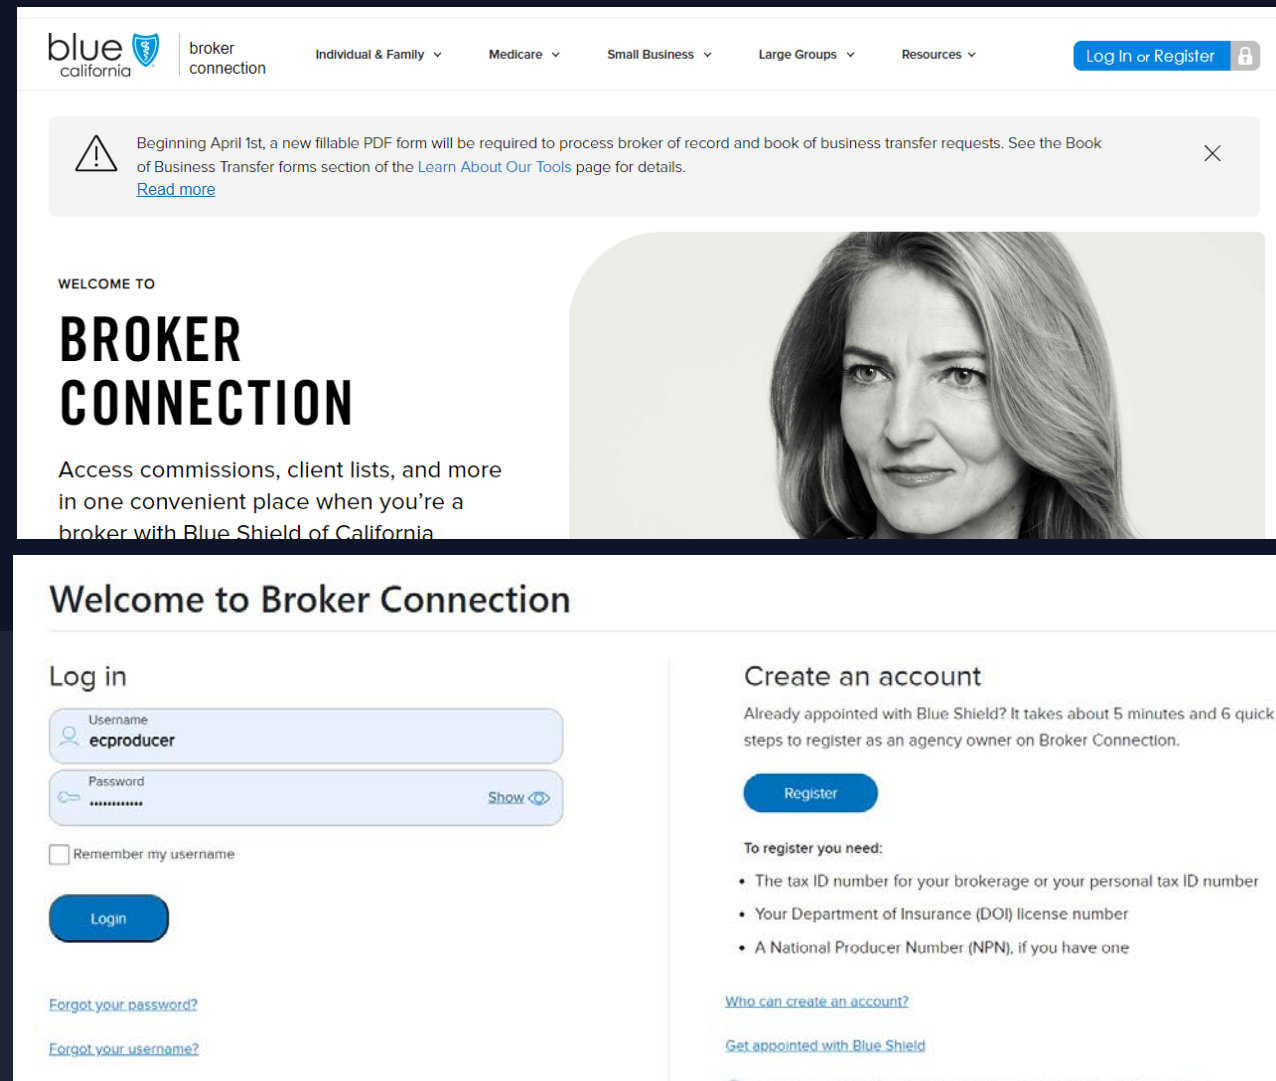 blue
california
broker
connection
Individual & Family
Medicare
Small Business
Large Groups
Resources
Log In or Register
Beginning April 1st, a new fillable PDF form will be required to process broker of record and book of business transfer requests. See the Book
of Business Transfer forms section of the Learn About Our Tools page for details.
Read more
WELCOME TO
BROKER
CONNECTION
Access commissions, client lists, and more
in one convenient place when you're a
broker with Blue Shield of California
Welcome to Broker Connection
Log in
Username
ecproducer
Password
••••••••••••
Show
Remember my username
Login
Forgot your password?
Forgot your username?
Create an account
Already appointed with Blue Shield? It takes about 5 minutes and 6 quick
steps to register as an agency owner on Broker Connection.
Register
To register you need:
• The tax ID number for your brokerage or your personal tax ID number
• Your Department of Insurance (DOI) license number
• A National Producer Number (NPN), if you have one
Who can create an account?
Get appointed with Blue Shield